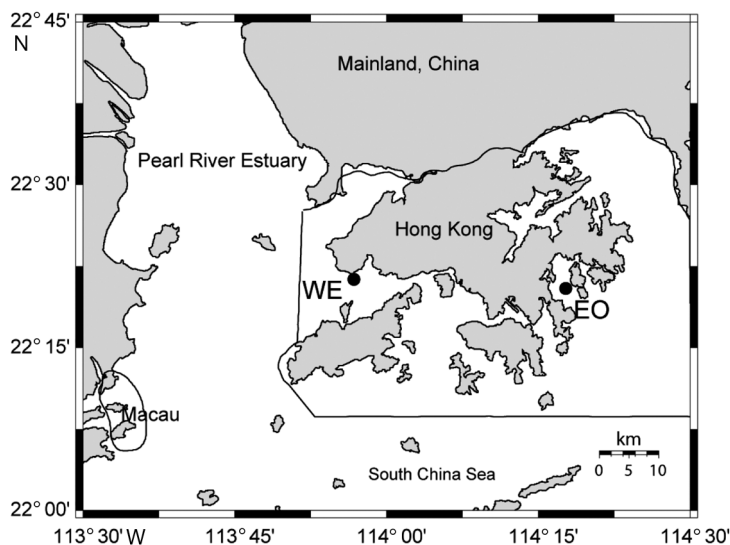 22° 45'
N
Mainland, China
Pearl River Estuary
22° 30'
Hong Kong
WE
EO
22° 15'
Macau
km
0 5 10
South China Sea
22° 00'
113° 30' W
113° 45'
114° 00'
114° 15'
114° 30'